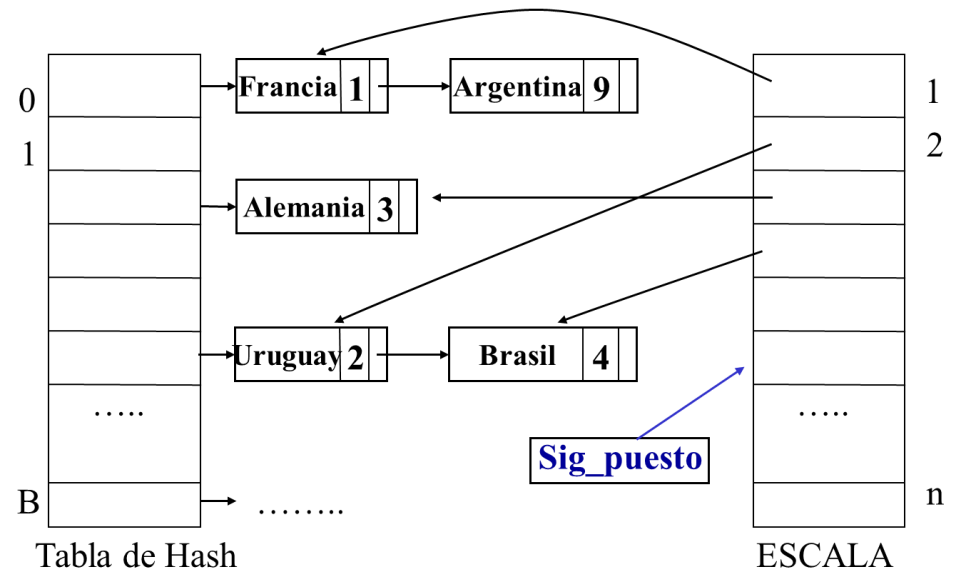 Francia 1 Argentina 9
0 1
1 2
Alemania 3
Uruguay 2 Brasil 4
..... .....
Sig_puesto
B ........ n
Tabla de Hash ESCALA